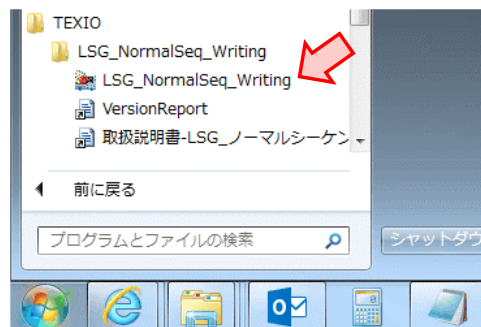 TEXIO
LSG_NormalSeq_Writing
LSG_NormalSeq_Writing
VersionReport
取扱説明書-LSG_ノーマルシーケン
前に戻る
プログラムとファイルの検索
シャットダウ